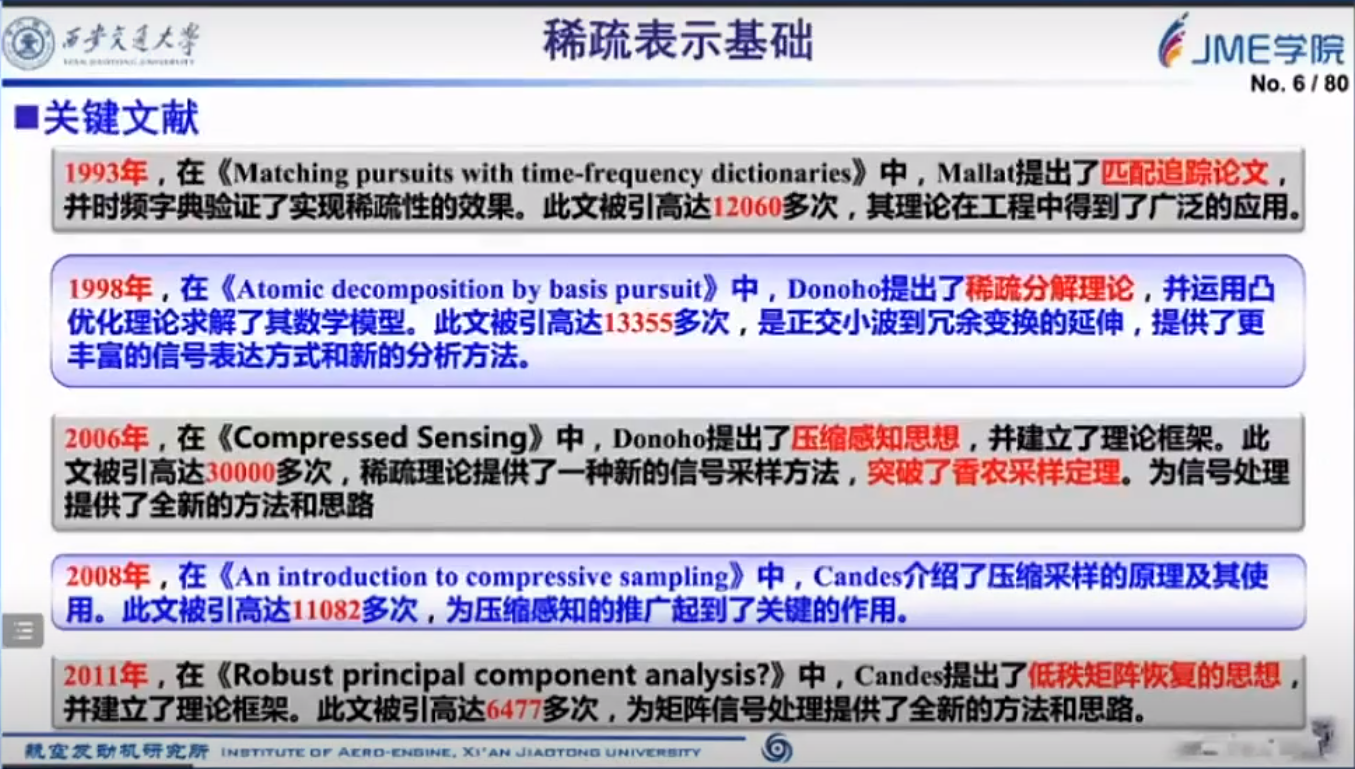 西安交通大学
XI'AN JIAOTONG UNIVERSITY
稀疏表示基础
JME学院
No. 6 / 80
关键文献
1993年，在《Matching pursuits with time-frequency dictionaries》中，Mallat提出了匹配追踪论文，
并时频字典验证了实现稀疏性的效果。此文被引高达12060多次，其理论在工程中得到了广泛的应用。
1998年，在《Atomic decomposition by basis pursuit》中，Donoho提出了稀疏分解理论，并运用凸
优化理论求解了其数学模型。此文被引高达13355多次，是正交小波到冗余变换的延伸，提供了更
丰富的信号表达方式和新的分析方法。
2006年，在《Compressed Sensing》中，Donoho提出了压缩感知思想，并建立了理论框架。此
文被引高达30000多次，稀疏理论提供了一种新的信号采样方法，突破了香农采样定理。为信号处理
提供了全新的方法和思路
2008年，在《An introduction to compressive sampling》中，Candes介绍了压缩采样的原理及其使
用。此文被引高达11082多次，为压缩感知的推广起到了关键的作用。
2011年，在《Robust principal component analysis?》中，Candes提出了低秩矩阵恢复的思想，
并建立了理论框架。此文被引高达6477多次，为矩阵信号处理提供了全新的方法和思路。
航空发动机研究所 INSTITUTE OF AERO-ENGINE, XI'AN JIAOTONG UNIVERSITY